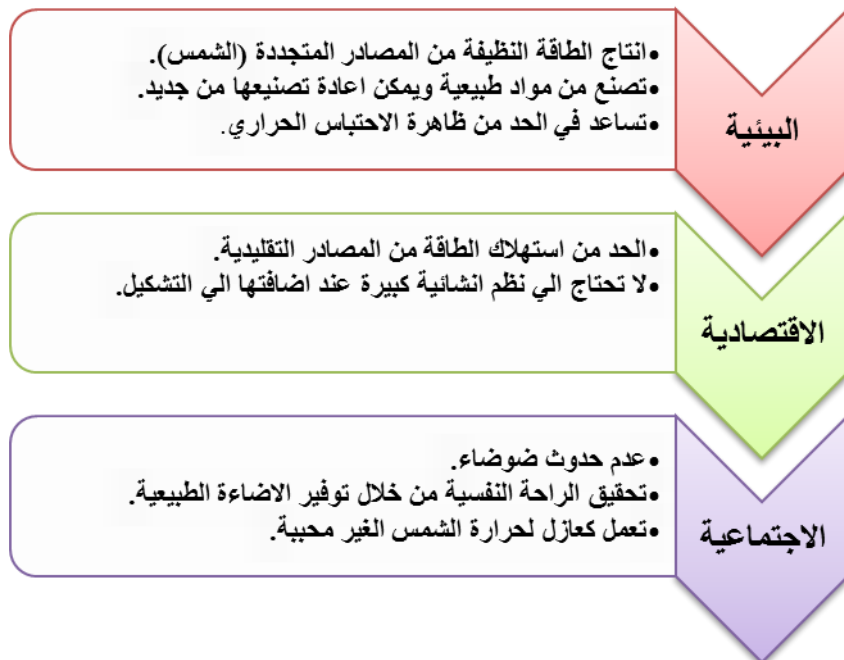 البيئية
•انتاج الطاقة النظيفة من المصادر المتجددة (الشمس).
•تصنع من مواد طبيعية ويمكن اعادة تصنيعها من جديد.
•تساعد في الحد من ظاهرة الاحتباس الحراري.
الاقتصادية
•الحد من استهلاك الطاقة من المصادر التقليدية.
•لا تحتاج الي نظم انشائية كبيرة عند اضافتها الي التشكيل.
الاجتماعية
•عدم حدوث ضوضاء.
•تحقيق الراحة النفسية من خلال توفير الاضاءة الطبيعية.
•تعمل كعازل لحرارة الشمس الغير محببة.